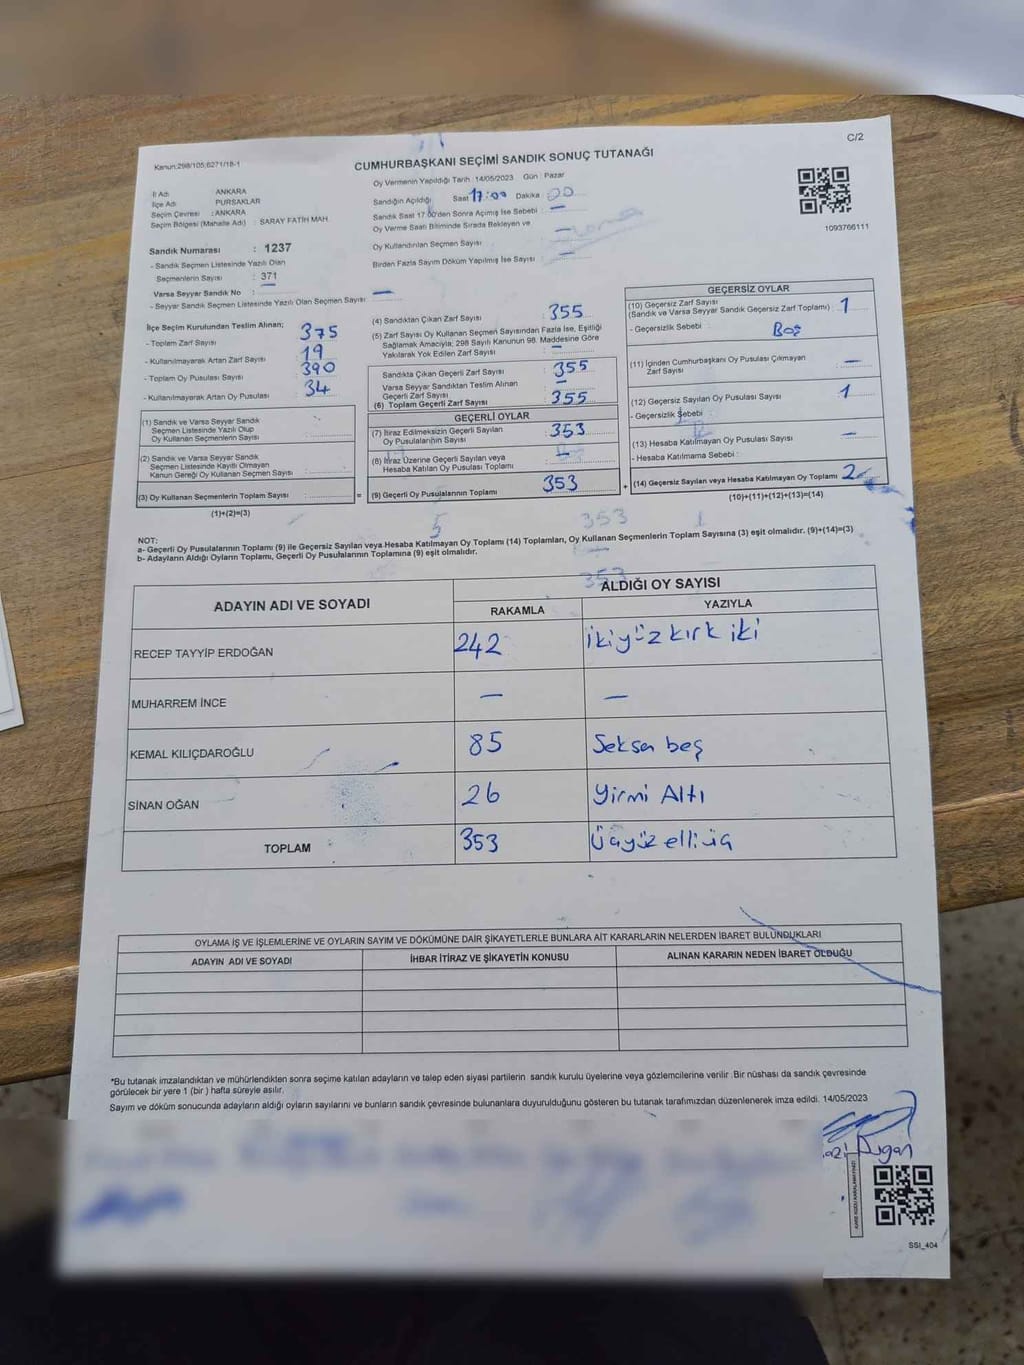 C/2
Kanun:298/105;6271/18-1
CUMHURBAŞKANI SEÇİMİ SANDIK SONUÇ TUTANAĞI
İl Adı ANKARA
İlçe Adı PURSAKLAR
Seçim Çevresi : ANKARA
Seçim Bölgesi (Mahalle Adı) : SARAY FATİH MAH.
Oy Vermenin Yapıldığı Tarih : 14/05/2023 Gün : Pazar
Sandığın Açıldığı Saat 17:00 Dakika : 00
Sandık Saat 17.00'den Sonra Açılmış İse Sebebi : —
Oy Verme Saati Bitiminde Sırada Bekleyen ve
Oy Kullandırılan Seçmen Sayısı —
Birden Fazla Sayım Döküm Yapılmış İse Sayısı : —
1093766111
Sandık Numarası : 1237
- Sandık Seçmen Listesinde Yazılı Olan
Seçmenlerin Sayısı : 371
Varsa Seyyar Sandık No : —
- Seyyar Sandık Seçmen Listesinde Yazılı Olan Seçmen Sayısı :
İlçe Seçim Kurulundan Teslim Alınan;
- Toplam Zarf Sayısı 375
- Kullanılmayarak Artan Zarf Sayısı 19
- Toplam Oy Pusulası Sayısı 390
- Kullanılmayarak Artan Oy Pusulası 34
(1) Sandık ve Varsa Seyyar Sandık
Seçmen Listesinde Yazılı Olup
Oy Kullanan Seçmenlerin Sayısı :
(2) Sandık ve Varsa Seyyar Sandık
Seçmen Listesinde Kayıtlı Olmayan
Kanun Gereği Oy Kullanan Seçmen Sayısı :
(3) Oy Kullanan Seçmenlerin Toplam Sayısı :
(1)+(2)=(3)
(4) Sandıktan Çıkan Zarf Sayısı : 355
(5) Zarf Sayısı Oy Kullanan Seçmen Sayısından Fazla İse, Eşitliği
Sağlamak Amacıyla; 298 Sayılı Kanunun 98. Maddesine Göre
Yakılarak Yok Edilen Zarf Sayısı : —
Sandıkta Çıkan Geçerli Zarf Sayısı : 355
Varsa Seyyar Sandıktan Teslim Alınan
Geçerli Zarf Sayısı : —
(6) Toplam Geçerli Zarf Sayısı : 355
GEÇERLİ OYLAR
(7) İtiraz Edilmeksizin Geçerli Sayılan
Oy Pusulalarının Sayısı : 353
(8) İtiraz Üzerine Geçerli Sayılan veya
Hesaba Katılan Oy Pusulası Toplamı : —
(9) Geçerli Oy Pusulalarının Toplamı 353
GEÇERSİZ OYLAR
(10) Geçersiz Zarf Sayısı
(Sandık ve Varsa Seyyar Sandık Geçersiz Zarf Toplamı) : 1
- Geçersizlik Sebebi : Boş
(11) İçinden Cumhurbaşkanı Oy Pusulası Çıkmayan
Zarf Sayısı : —
(12) Geçersiz Sayılan Oy Pusulası Sayısı : 1
- Geçersizlik Sebebi :
(13) Hesaba Katılmayan Oy Pusulası Sayısı : —
- Hesaba Katılmama Sebebi :
(14) Geçersiz Sayılan veya Hesaba Katılmayan Oy Toplamı : 2
(10)+(11)+(12)+(13)=(14)
NOT:
a- Geçerli Oy Pusulalarının Toplamı (9) ile Geçersiz Sayılan veya Hesaba Katılmayan Oy Toplamı (14) Toplamları, Oy Kullanan Seçmenlerin Toplam Sayısına (3) eşit olmalıdır. (9)+(14)=(3)
b- Adayların Aldığı Oyların Toplamı, Geçerli Oy Pusulalarının Toplamına (9) eşit olmalıdır.
ADAYIN ADI VE SOYADI ALDIĞI OY SAYISI
RAKAMLA YAZIYLA
RECEP TAYYİP ERDOĞAN 242 ikiyüz kırk iki
MUHARREM İNCE — —
KEMAL KILIÇDAROĞLU 85 Seksen beş
SİNAN OĞAN 26 Yirmi Altı
TOPLAM 353 Üçyüz elli üç
OYLAMA İŞ VE İŞLEMLERİNE VE OYLARIN SAYIM VE DÖKÜMÜNE DAİR ŞİKAYETLERLE BUNLARA AİT KARARLARIN NELERDEN İBARET BULUNDUKLARI
ADAYIN ADI VE SOYADI İHBAR İTİRAZ VE ŞİKAYETİN KONUSU ALINAN KARARIN NEDEN İBARET OLDUĞU
*Bu tutanak imzalandıktan ve mühürlendikten sonra seçime katılan adayların ve talep eden siyasi partilerin sandık kurulu üyelerine veya gözlemcilerine verilir. Bir nüshası da sandık çevresinde
görülecek bir yere 1 (bir) hafta süreyle asılır.
Sayım ve döküm sonucunda adayların aldığı oyların sayılarını ve bunların sandık çevresinde bulunanlara duyurulduğunu gösteren bu tutanak tarafımızdan düzenlenerek imza edildi. 14/05/2023
KARE KODU KARALAMAYINIZ!
SSI_404